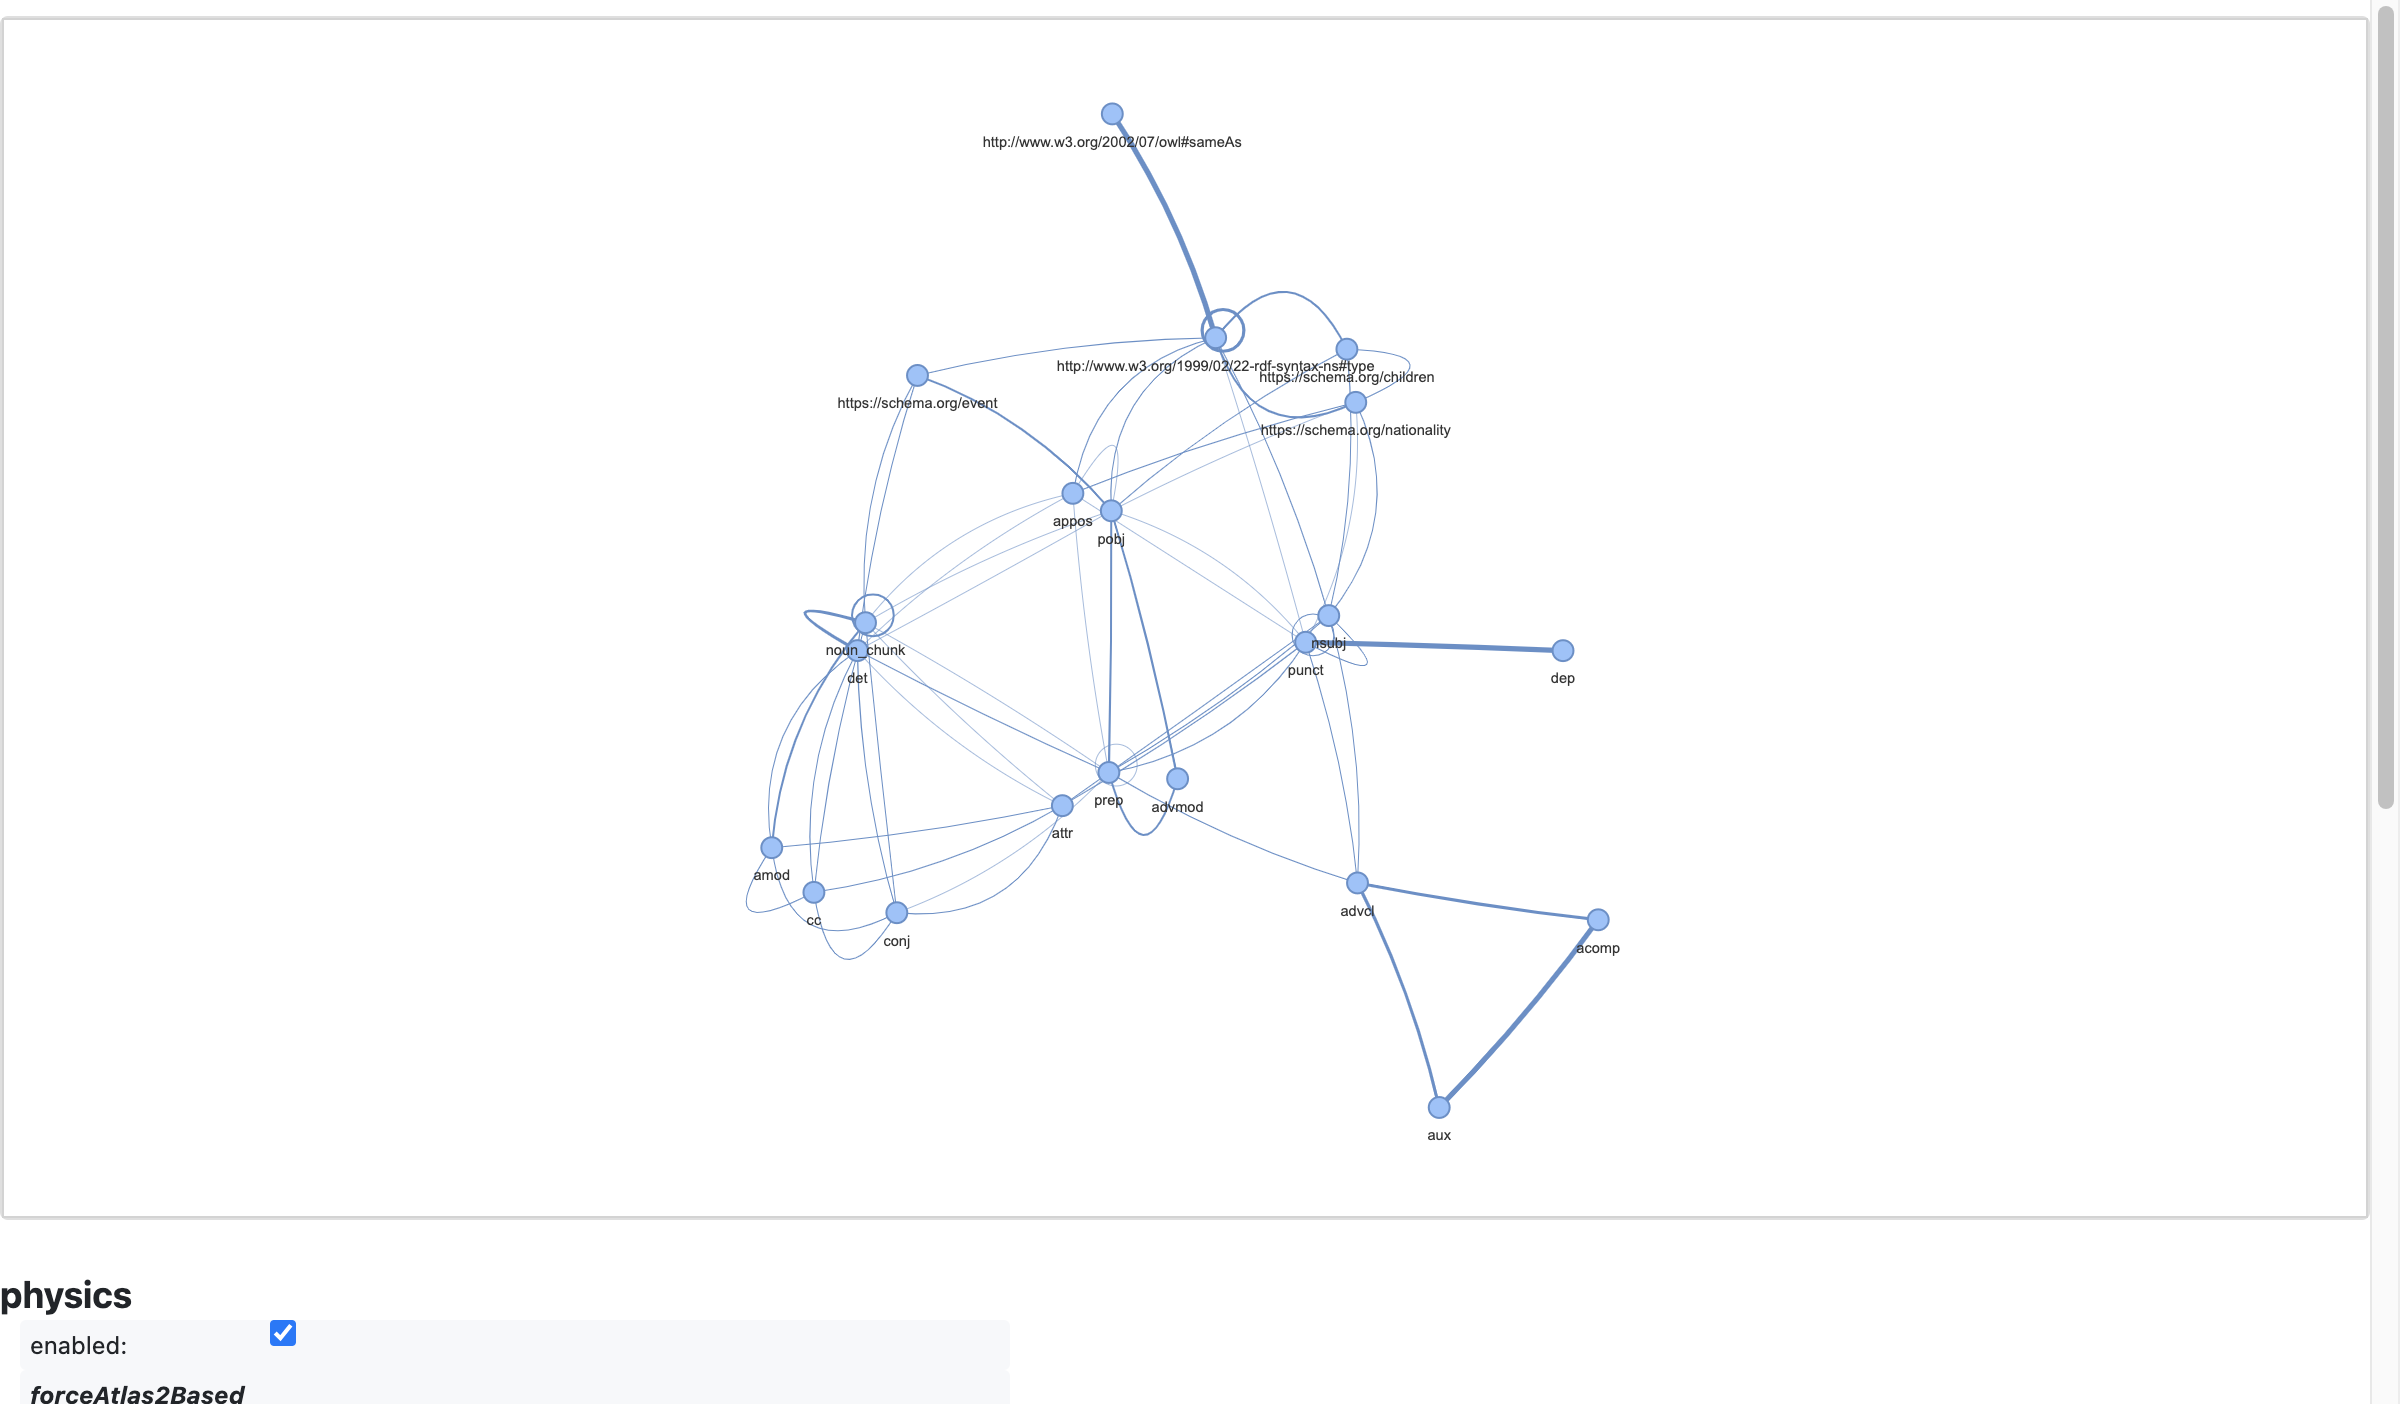 http://www.w3.org/2002/07/owl#sameAs
http://www.w3.org/1999/02/22-rdf-syntax-ns#type
https://schema.org/children
https://schema.org/event
https://schema.org/nationality
appos
pobj
noun_chunk
nsubj
punct
det
dep
prep
advmod
attr
amod
cc
conj
advcl
acomp
aux
physics
enabled:
forceAtlas2Based